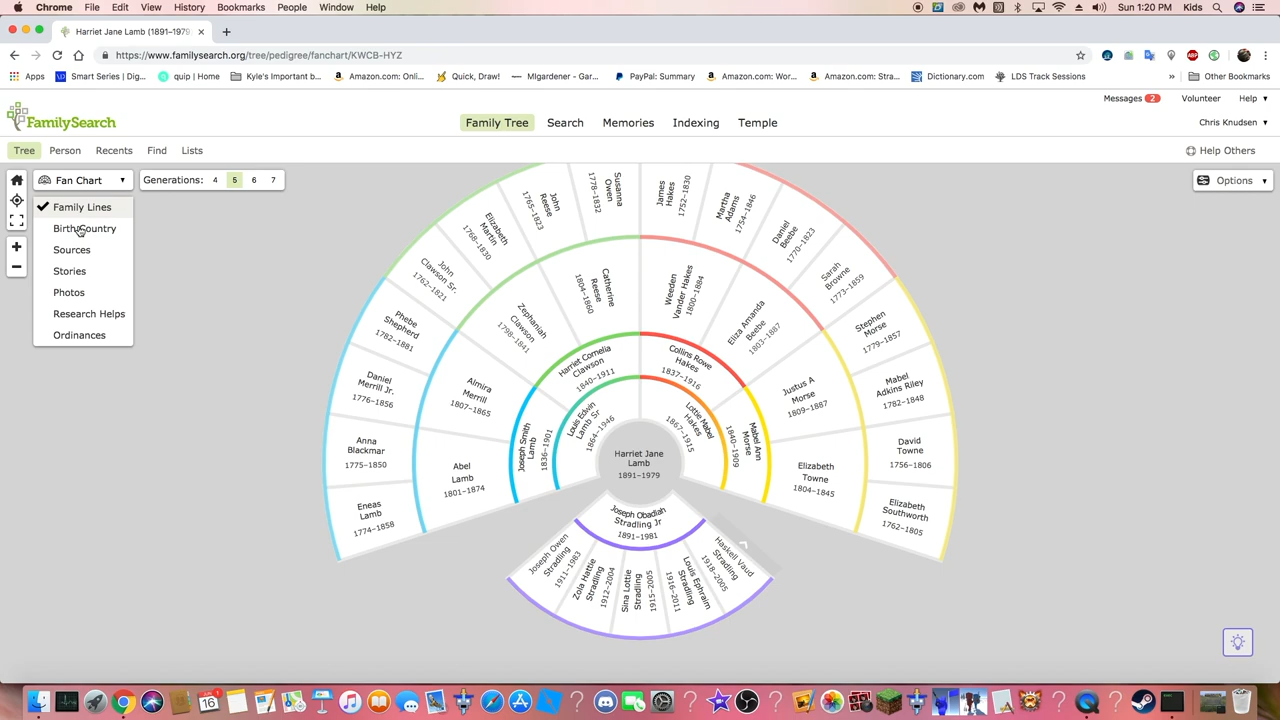 Chrome File Edit View History Bookmarks People Window Help
Sun 1:20 PM Kids
Harriet Jane Lamb (1891–1979
https://www.familysearch.org/tree/pedigree/fanchart/KWCB-HYZ
Apps Smart Series | Dig... quip | Home Kyle's Important b... Amazon.com: Onli... Quick, Draw! MIgardener - Gar... PayPal: Summary Amazon.com: Wor... Amazon.com: Stra... Dictionary.com LDS Track Sessions » Other Bookmarks
Messages 2 Volunteer Help
FamilySearch
Family Tree Search Memories Indexing Temple
Chris Knudsen
Tree Person Recents Find Lists
Help Others
Fan Chart
Generations: 4 5 6 7
Options
Family Lines
Birth Country
Sources
Stories
Photos
Research Helps
Ordinances
Eneas
Lamb
1774–1858
Anna
Blackmar
1775–1850
Daniel
Merrill Jr.
1776–1856
Phebe
Shepherd
1782–1881
John
Clawson Sr.
1762–1821
Elizabeth
Martin
1768–1830
John
Reese
1765–1823
Susanna
Owen
1778–1832
James
Hakes
1752–1830
Martha
Adams
1754–1846
Daniel
Beebe
1770–1823
Sarah
Browne
1773–1859
Stephen
Morse
1779–1857
Mabel
Adkins Riley
1782–1848
David
Towne
1756–1806
Elizabeth
Southworth
1762–1805
Abel
Lamb
1801–1874
Almira
Merrill
1807–1865
Zephaniah
Clawson
1798–1841
Catherine
Reese
1804–1860
Weeden
Vander Hakes
1800–1884
Eliza Amanda
Beebe
1803–1887
Justus A
Morse
1809–1887
Elizabeth
Towne
1804–1845
Joseph Smith
Lamb
1836–1901
Harriet Cornelia
Clawson
1840–1911
Collins Rowe
Hakes
1837–1916
Mabel Ann
Morse
1840–1909
Louis Edwin
Lamb Sr
1864–1946
Lottie Mabel
Hakes
1867–1915
Harriet Jane
Lamb
1891–1979
Joseph Obadiah
Stradling Jr
1891–1981
Joseph Owen
Stradling
1911–1983
Zola Hattie
Stradling
1912–2004
Sina Lottie
Stradling
1915–2005
Louis Ephraim
Stradling
1916–2011
Haskell Vaud
Stradling
1918–2005
16